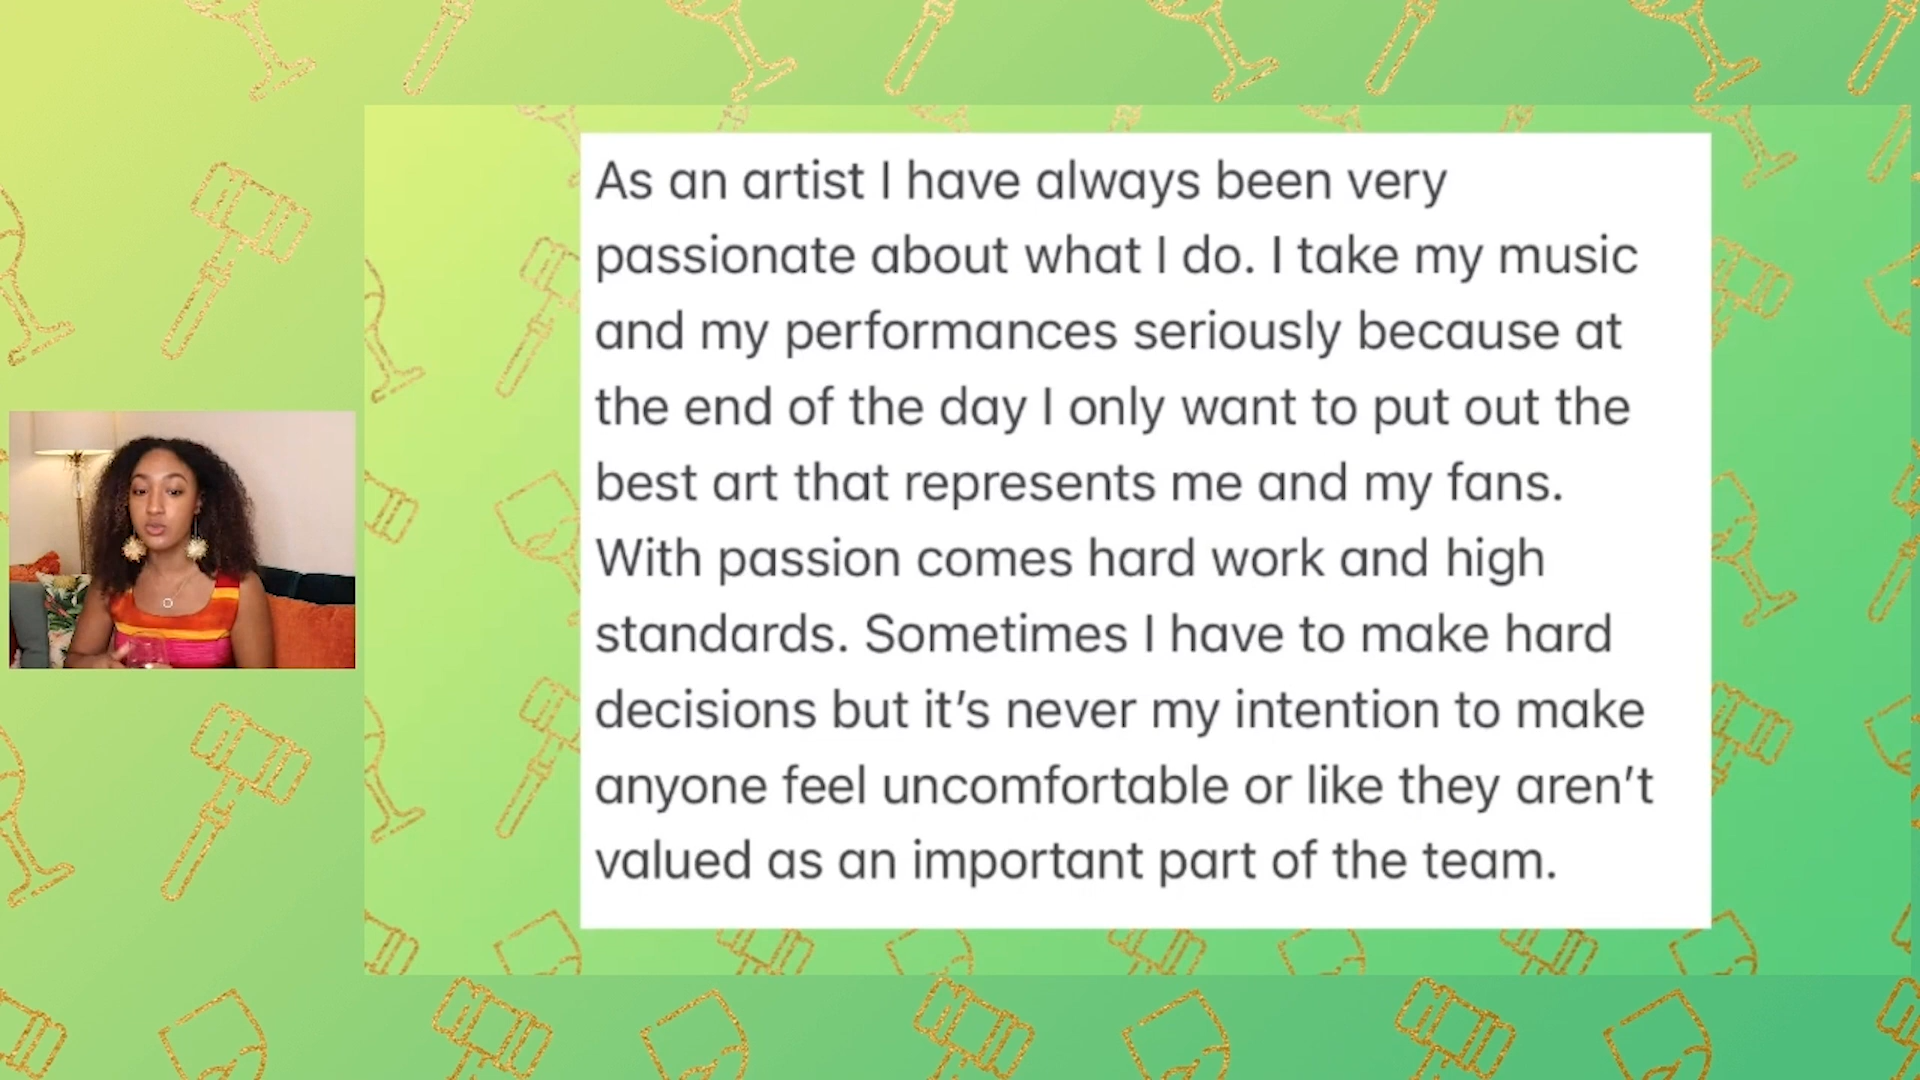 As an artist I have always been very
passionate about what I do. I take my music
and my performances seriously because at
the end of the day I only want to put out the
best art that represents me and my fans.
With passion comes hard work and high
standards. Sometimes I have to make hard
decisions but it’s never my intention to make
anyone feel uncomfortable or like they aren’t
valued as an important part of the team.